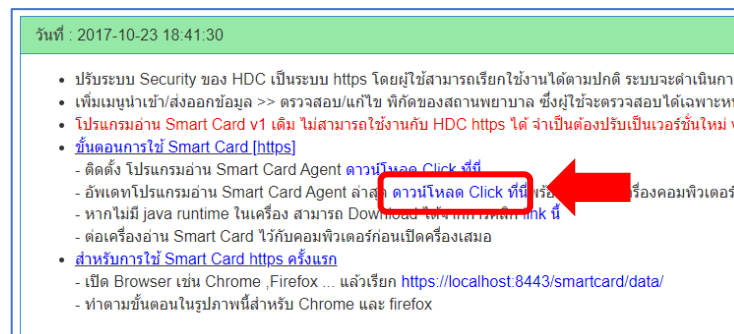 วันที่ : 2017-10-23 18:41:30
ปรับระบบ Security ของ HDC เป็นระบบ https โดยผู้ใช้สามารถเรียกใช้งานได้ตามปกติ ระบบจะดำเนินกา
เพิ่มเมนูนำเข้า/ส่งออกข้อมูล >> ตรวจสอบ/แก้ไข พิกัดของสถานพยาบาล ซึ่งผู้ใช้จะตรวจสอบได้เฉพาะห
โปรแกรมอ่าน Smart Card v1 เดิม ไม่สามารถใช้งานกับ HDC https ได้ จำเป็นต้องปรับเป็นเวอร์ชั่นใหม่ v
ขั้นตอนการใช้ Smart Card [https]
- ติดตั้ง โปรแกรมอ่าน Smart Card Agent ดาวน์โหลด Click ที่นี่
- อัพเดทโปรแกรมอ่าน Smart Card Agent ล่าสุด ดาวน์โหลด Click ที่นี่ รื่องคอมพิวเตอร์
- หากไม่มี java runtime ในเครื่อง สามารถ Download ได้จากการคลิก link นี้
- ต่อเครื่องอ่าน Smart Card ไว้กับคอมพิวเตอร์ก่อนเปิดเครื่องเสมอ
สำหรับการใช้ Smart Card https ครั้งแรก
- เปิด Browser เช่น Chrome ,Firefox ... แล้วเรียก https://localhost:8443/smartcard/data/
- ทำตามขั้นตอนในรูปภาพนี้สำหรับ Chrome และ firefox